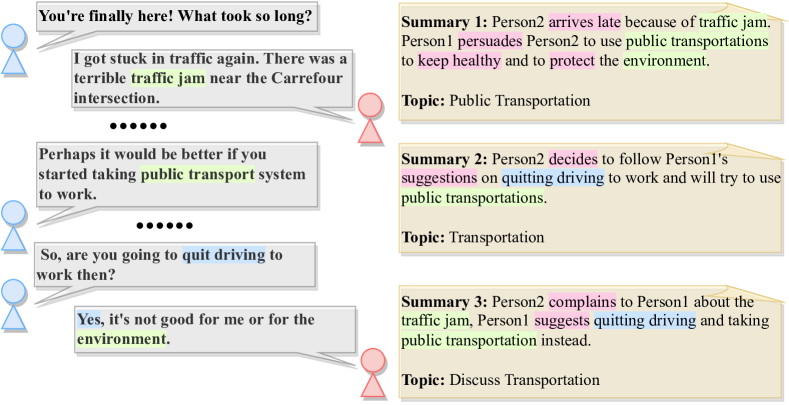 You're finally here! What took so long?
I got stuck in traffic again. There was a
terrible traffic jam near the Carrefour
intersection.
Perhaps it would be better if you
started taking public transport system
to work.
So, are you going to quit driving to
work then?
Yes, it's not good for me or for the
environment.
Summary 1: Person2 arrives late because of traffic jam.
Person1 persuades Person2 to use public transportations
to keep healthy and to protect the environment.
Topic: Public Transportation
Summary 2: Person2 decides to follow Person1's
suggestions on quitting driving to work and will try to use
public transportations.
Topic: Transportation
Summary 3: Person2 complains to Person1 about the
traffic jam, Person1 suggests quitting driving and taking
public transportation instead.
Topic: Discuss Transportation